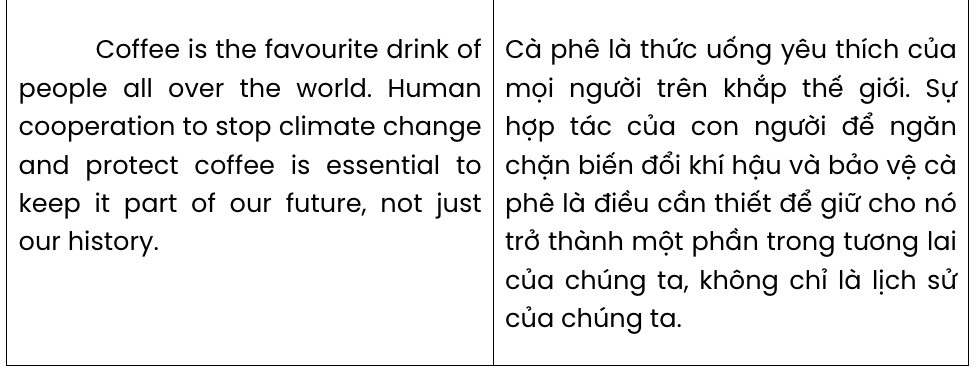 Coffee is the favourite drink of
people all over the world. Human
cooperation to stop climate change
and protect coffee is essential to
keep it part of our future, not just
our history.
Cà phê là thức uống yêu thích của
mọi người trên khắp thế giới. Sự
hợp tác của con người để ngăn
chặn biến đổi khí hậu và bảo vệ cà
phê là điều cần thiết để giữ cho nó
trở thành một phần trong tương lai
của chúng ta, không chỉ là lịch sử
của chúng ta.